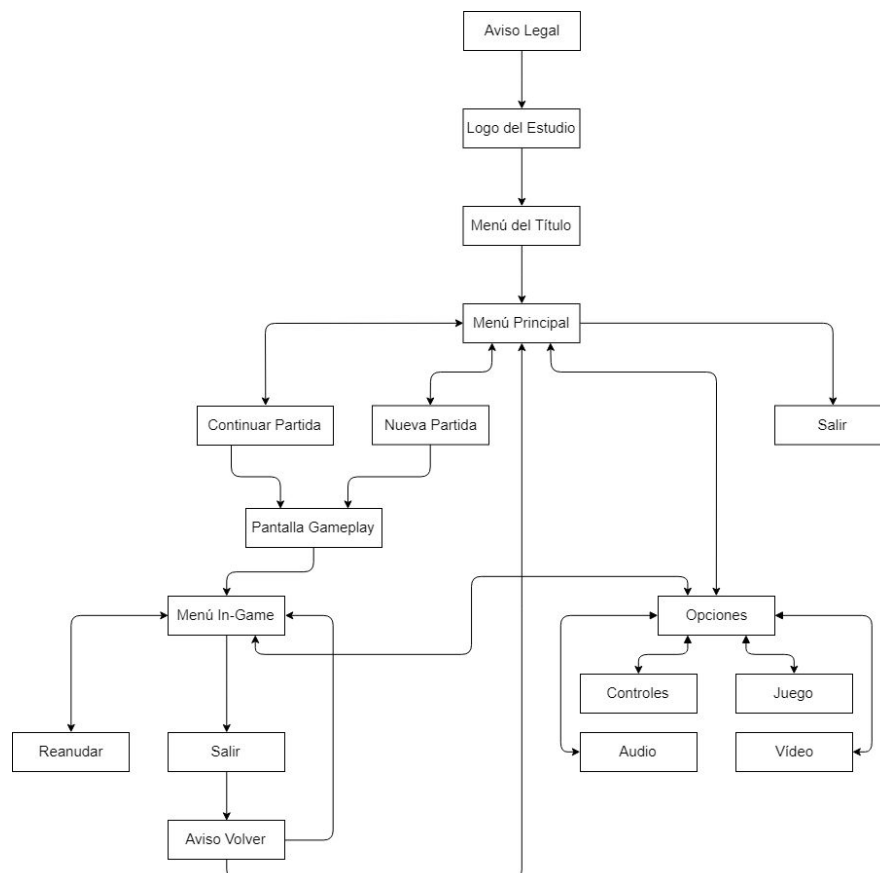 Aviso Legal
Logo del Estudio
Menú del Título
Menú Principal
Continuar Partida
Nueva Partida
Salir
Pantalla Gameplay
Menú In-Game
Opciones
Controles
Juego
Reanudar
Salir
Audio
Vídeo
Aviso Volver